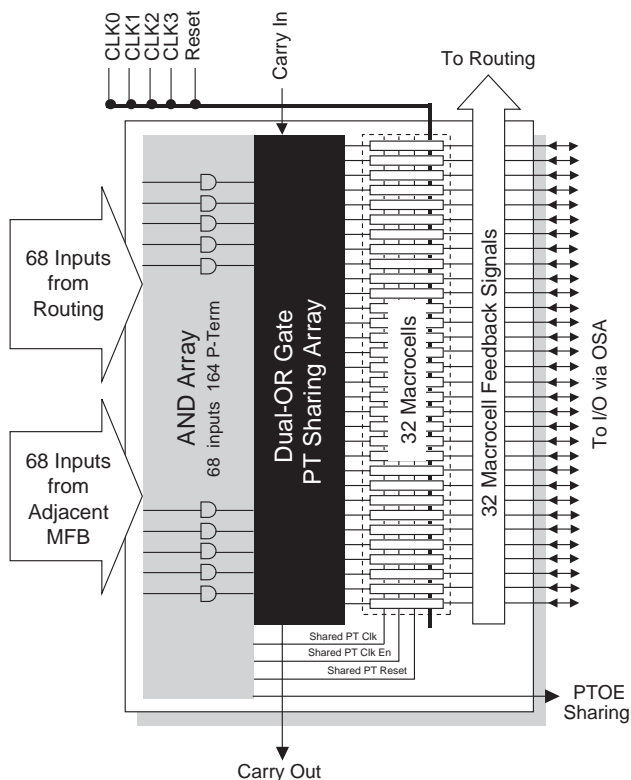 CLK0
CLK1
CLK2
CLK3
Reset
Carry In
To Routing
68 Inputs
from
Routing
68 Inputs
from
Adjacent
MFB
AND Array
68 inputs 164 P-Term
Dual-OR Gate
PT Sharing Array
32 Macrocells
32 Macrocell Feedback Signals
To I/O via OSA
Shared PT Clk
Shared PT Clk En
Shared PT Reset
PTOE
Sharing
Carry Out